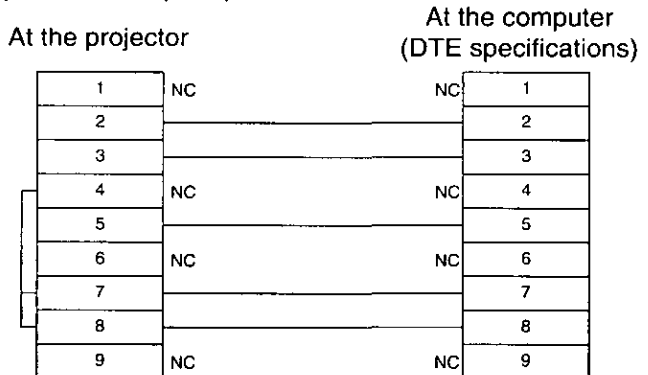 At the projector
At the computer
(DTE specifications)
1 NC NC 1
2 2
3 3
4 NC NC 4
5 5
6 NC NC 6
7 7
8 8
9 NC NC 9